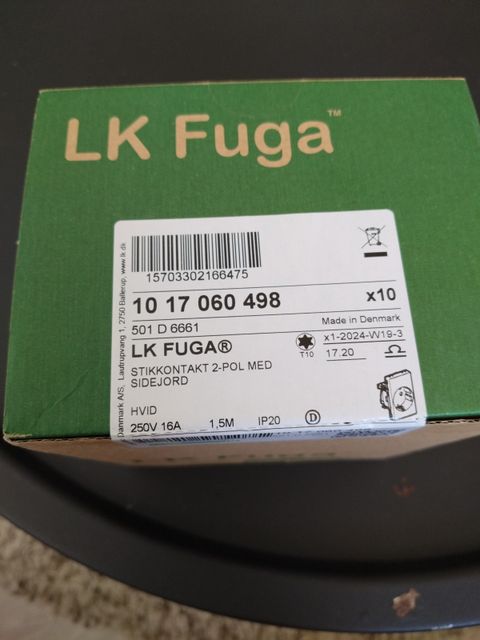 LK Fuga™
15703302166475
10 17 060 498 x10
501 D 6661 Made in Denmark
LK FUGA® T10 x1-2024-W19-3
17.20
STIKKONTAKT 2-POL MED
SIDEJORD
HVID
250V 16A 1,5M IP20 D
Danmark A/S, Lautrupvang 1, 2750 Ballerup, www.lk.dk